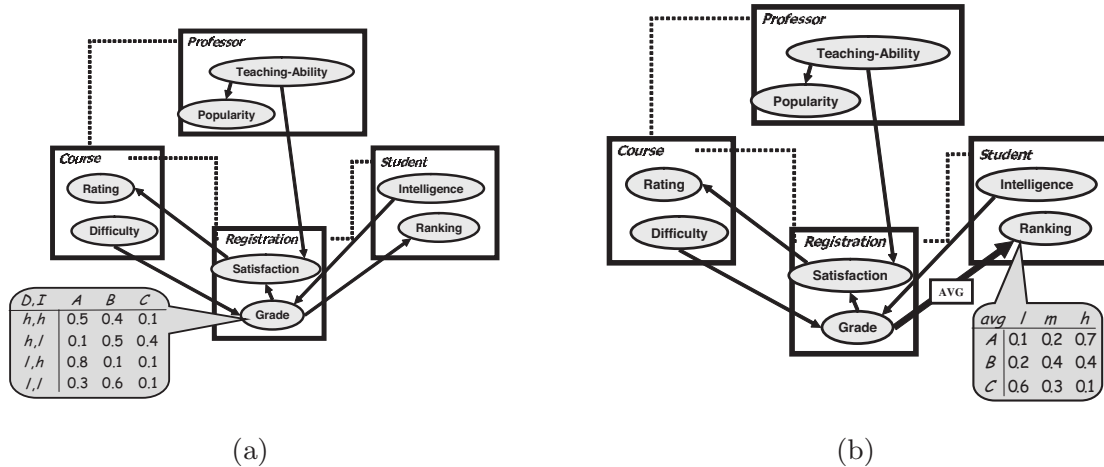 Professor
Teaching-Ability
Popularity
Course
Rating
Difficulty
Student
Intelligence
Ranking
Registration
Satisfaction
Grade
D,I A B C
h,h 0.5 0.4 0.1
h,l 0.1 0.5 0.4
l,h 0.8 0.1 0.1
l,l 0.3 0.6 0.1
(a)
Professor
Teaching-Ability
Popularity
Course
Rating
Difficulty
Student
Intelligence
Ranking
Registration
Satisfaction
Grade
AVG
avg l m h
A 0.1 0.2 0.7
B 0.2 0.4 0.4
C 0.6 0.3 0.1
(b)